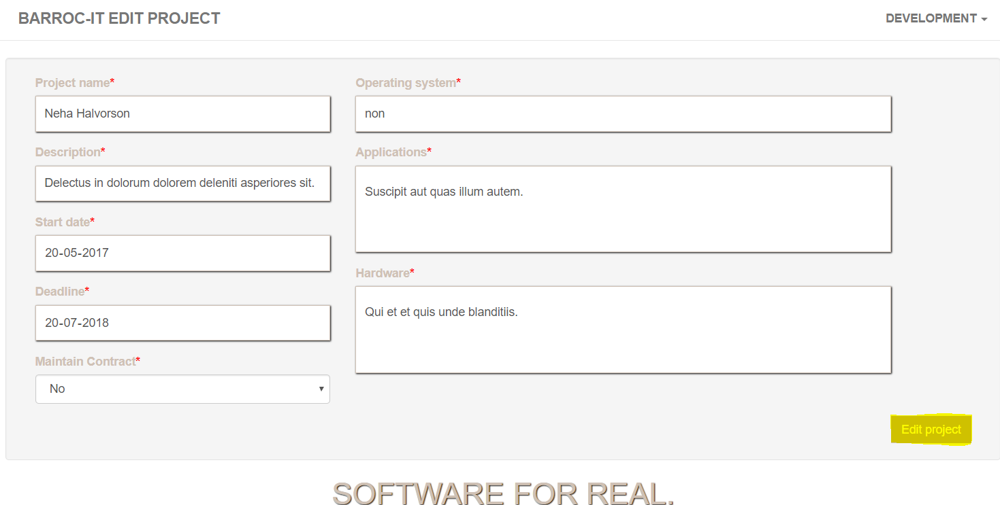 BARROC-IT EDIT PROJECT
DEVELOPMENT
Project name*
Neha Halvorson
Description*
Delectus in dolorum dolorem deleniti asperiores sit.
Start date*
20-05-2017
Deadline*
20-07-2018
Maintain Contract*
No
Operating system*
non
Applications*
Suscipit aut quas illum autem.
Hardware*
Qui et et quis unde blanditiis.
Edit project
SOFTWARE FOR REAL.